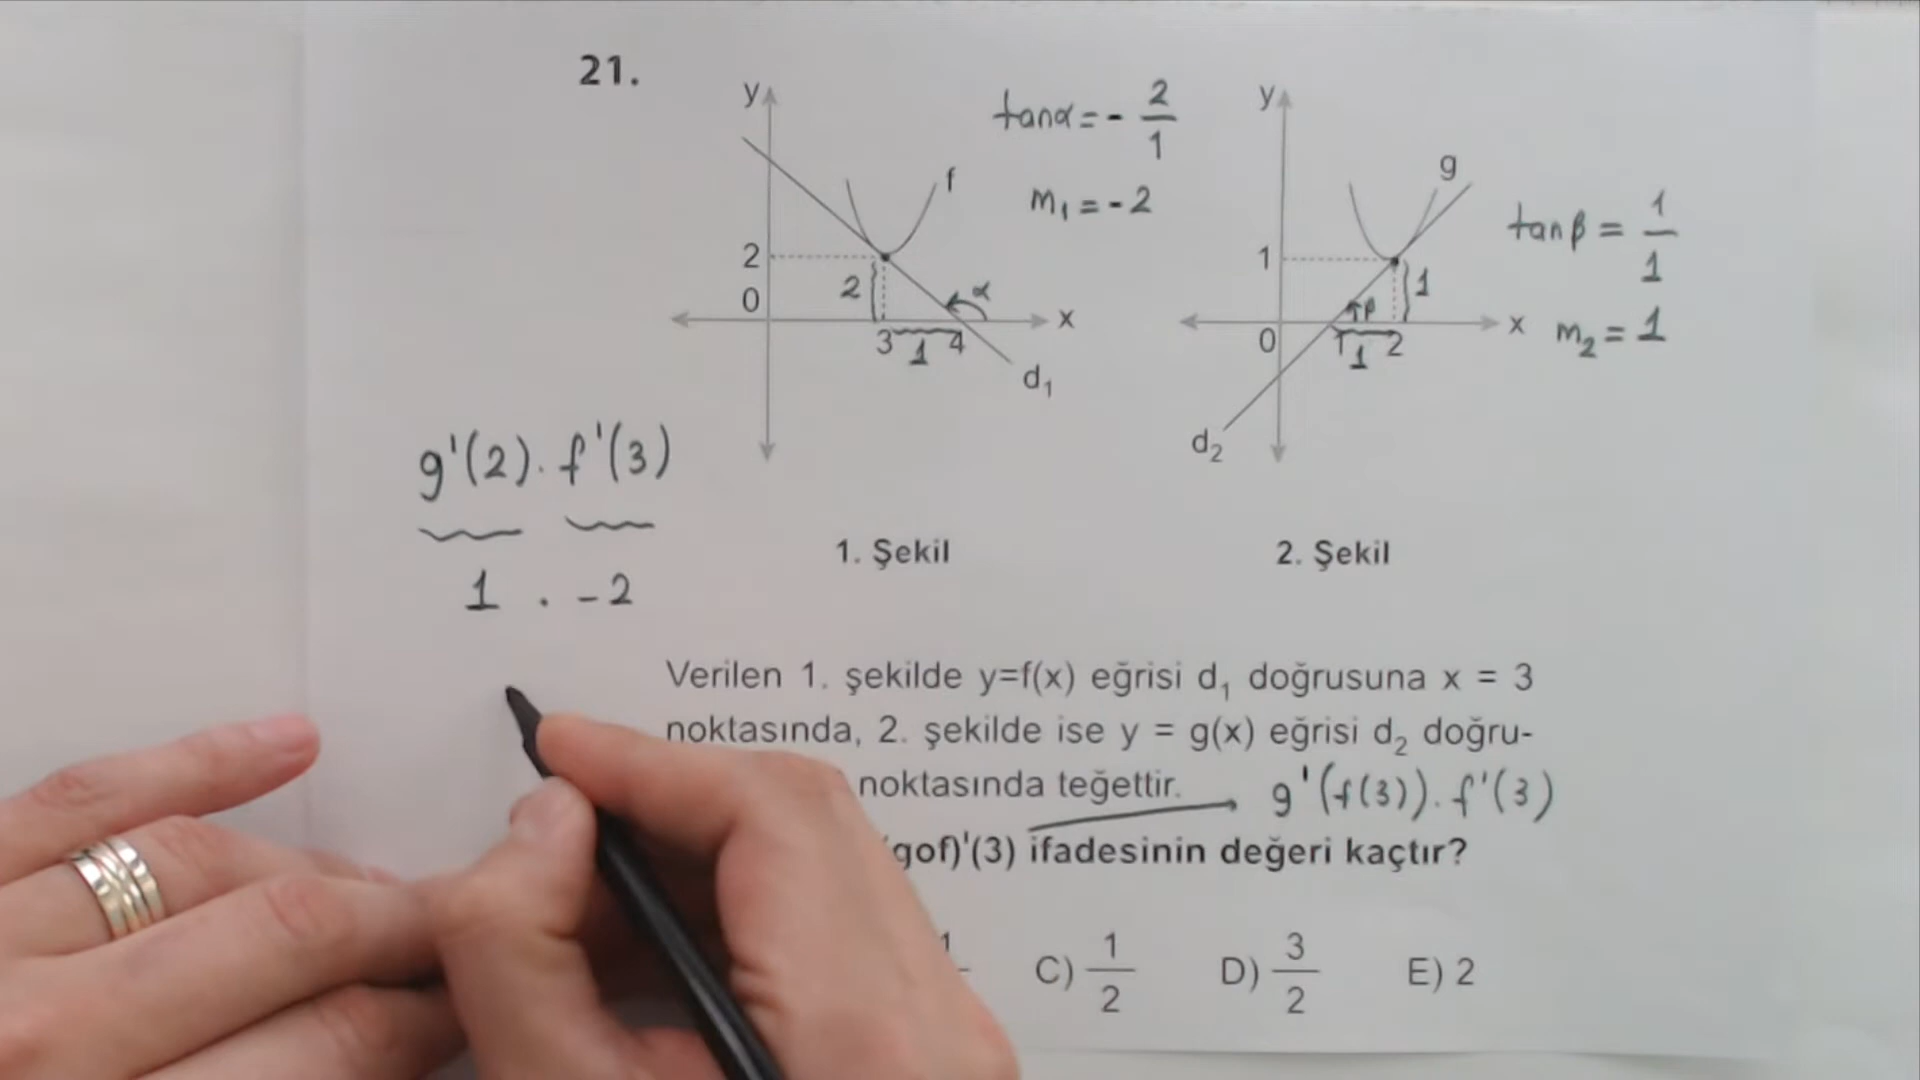 21.
y
f
2
0
2
α
x
3
1
4
d₁
tanα = - 2/1
m₁ = -2
y
g
1
1
β
x
0
1
1
2
d₂
tanβ = 1/1
m₂ = 1
g'(2). f'(3)
1 . -2
1. Şekil
2. Şekil
Verilen 1. şekilde y=f(x) eğrisi d₁ doğrusuna x = 3
noktasında, 2. şekilde ise y = g(x) eğrisi d₂ doğru-
noktasında teğettir.
g'(f(3)). f'(3)
gof)'(3) ifadesinin değeri kaçtır?
C) 1/2 D) 3/2 E) 2